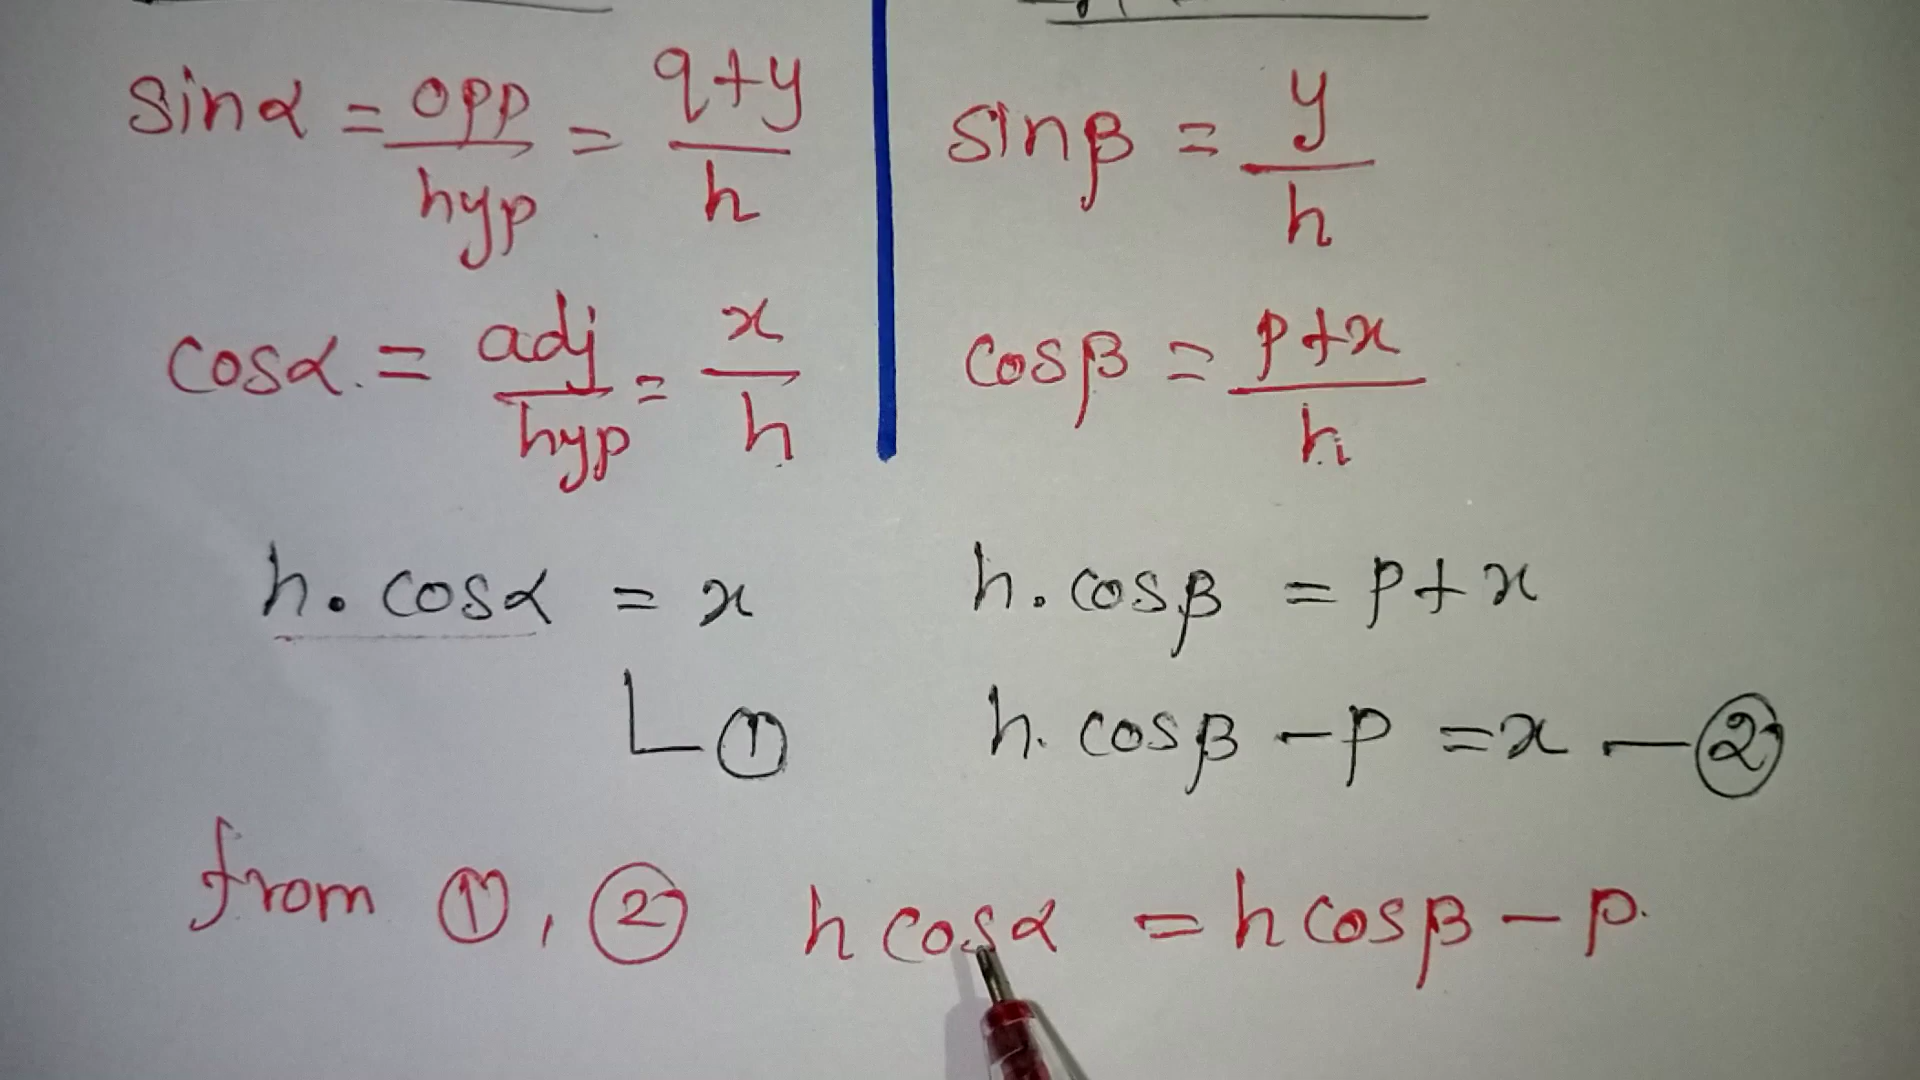 sinα = opp/hyp = q+y/h
cosα. = adj/hyp = x/h
h. cosα = x
L ①
sinβ = y/h
cosβ = p+x/h
h. cosβ = p+x
h. cosβ - p = x — ②
from ①, ② h cosα = h cosβ - p.